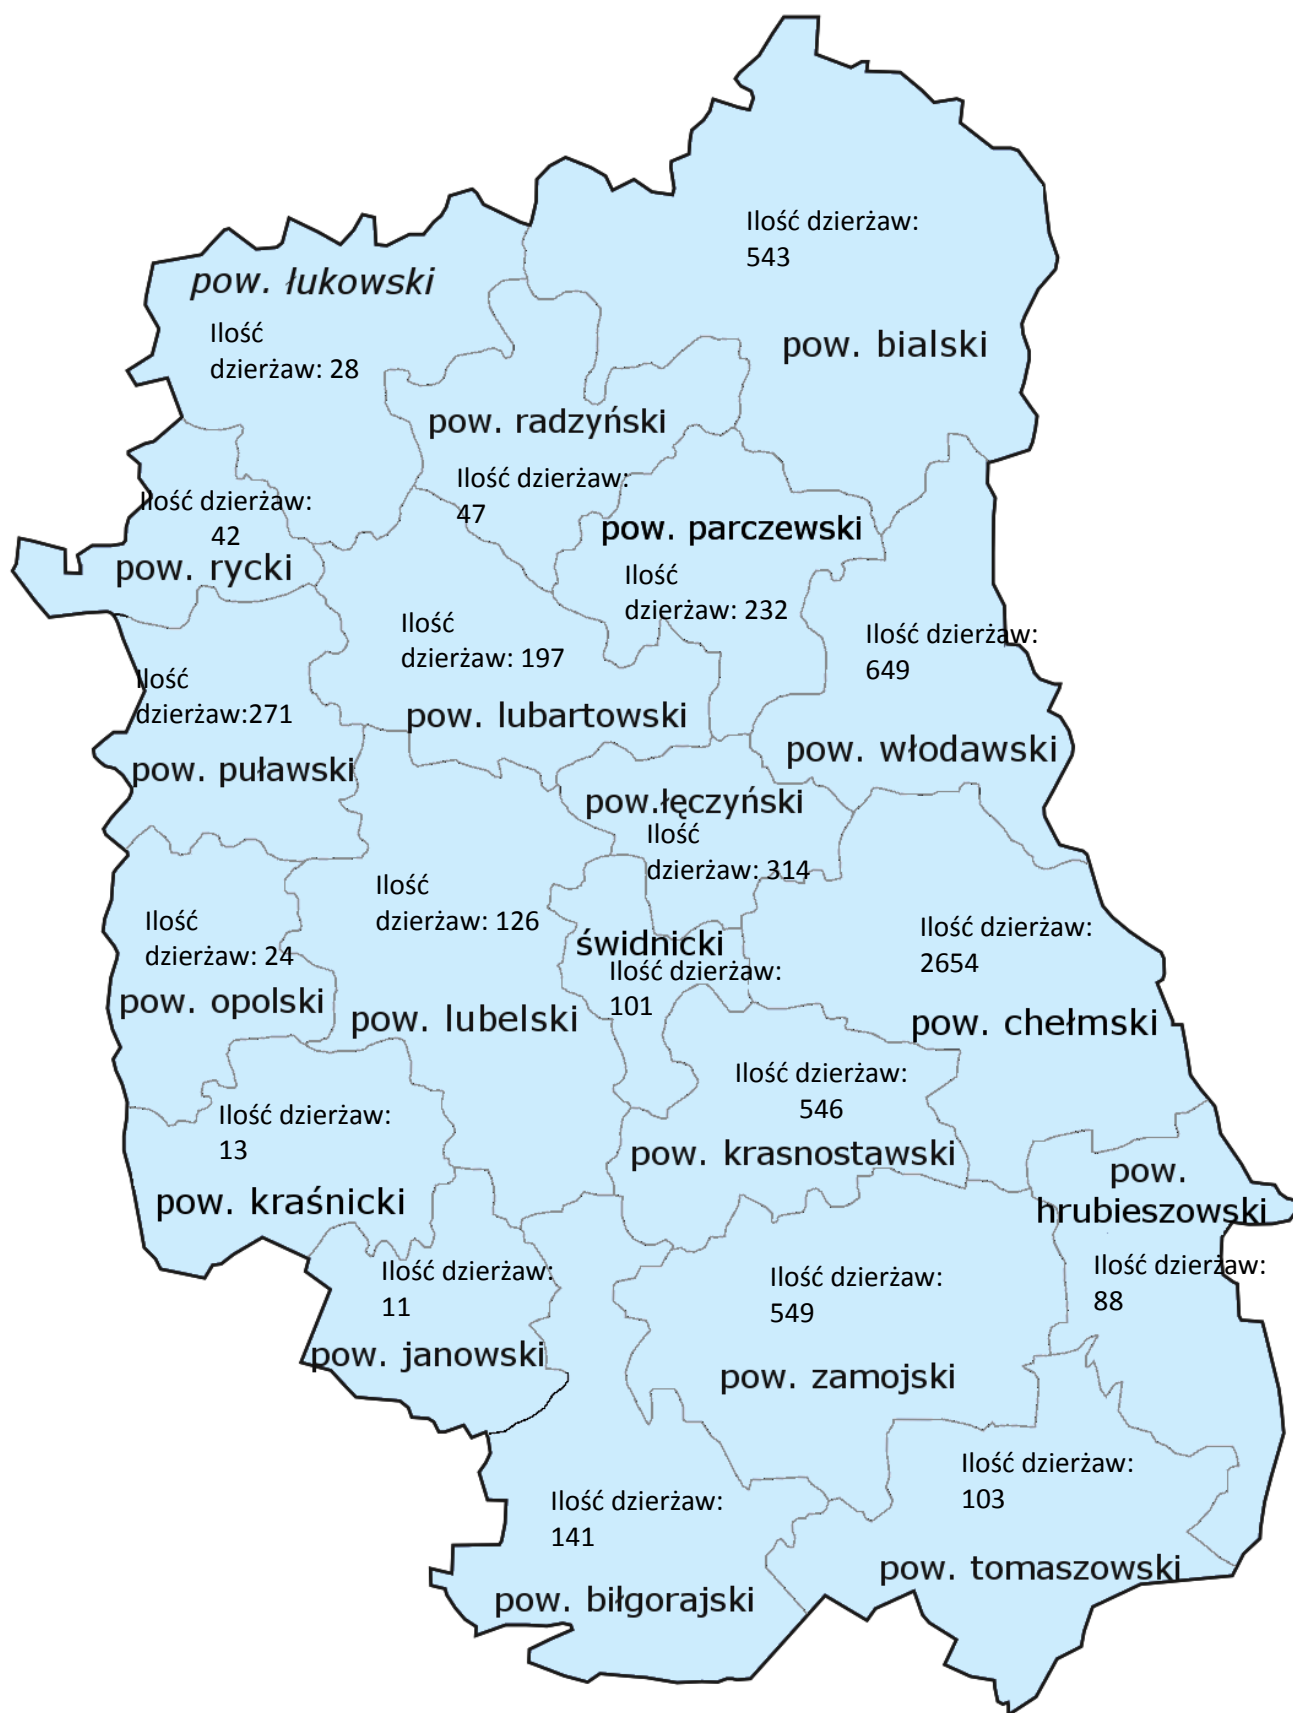 Ilość dzierżaw:
543
pow. bialski
pow. łukowski
Ilość
dzierżaw: 28
pow. radzyński
Ilość dzierżaw:
47
Ilość dzierżaw:
42
pow. rycki
pow. parczewski
Ilość
dzierżaw: 232
Ilość
dzierżaw: 197
pow. lubartowski
Ilość dzierżaw:
649
pow. włodawski
Ilość
dzierżaw:271
pow. puławski
pow.łęczyński
Ilość
dzierżaw: 314
Ilość
dzierżaw: 126
pow. lubelski
Ilość
dzierżaw: 24
pow. opolski
świdnicki
Ilość dzierżaw:
101
Ilość dzierżaw:
2654
pow. chełmski
Ilość dzierżaw:
546
pow. krasnostawski
Ilość dzierżaw:
13
pow. kraśnicki
pow.
hrubieszowski
Ilość dzierżaw:
88
Ilość dzierżaw:
11
pow. janowski
Ilość dzierżaw:
549
pow. zamojski
Ilość dzierżaw:
103
pow. tomaszowski
Ilość dzierżaw:
141
pow. biłgorajski